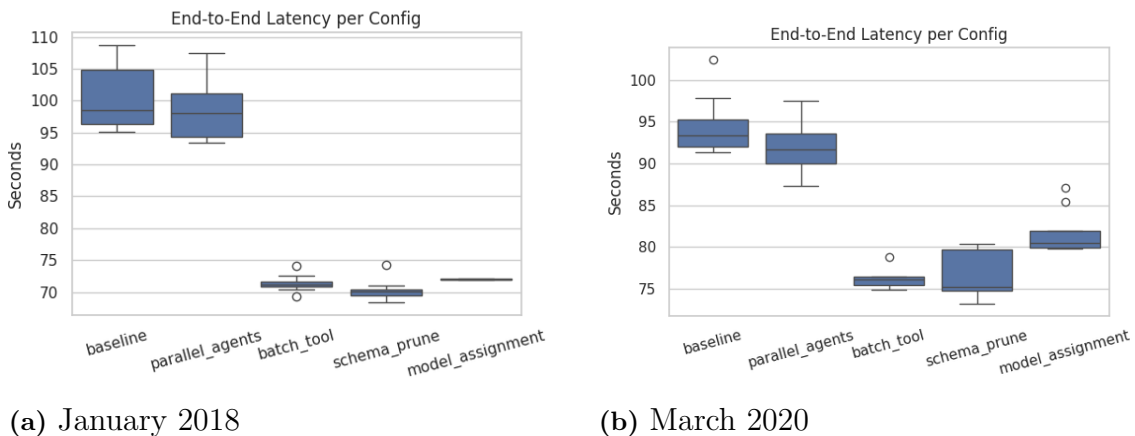 End-to-End Latency per Config
Seconds
110
105
100
95
90
85
80
75
70
baseline
parallel_agents
batch_tool
schema_prune
model_assignment
(a) January 2018
End-to-End Latency per Config
Seconds
100
95
90
85
80
75
baseline
parallel_agents
batch_tool
schema_prune
model_assignment
(b) March 2020